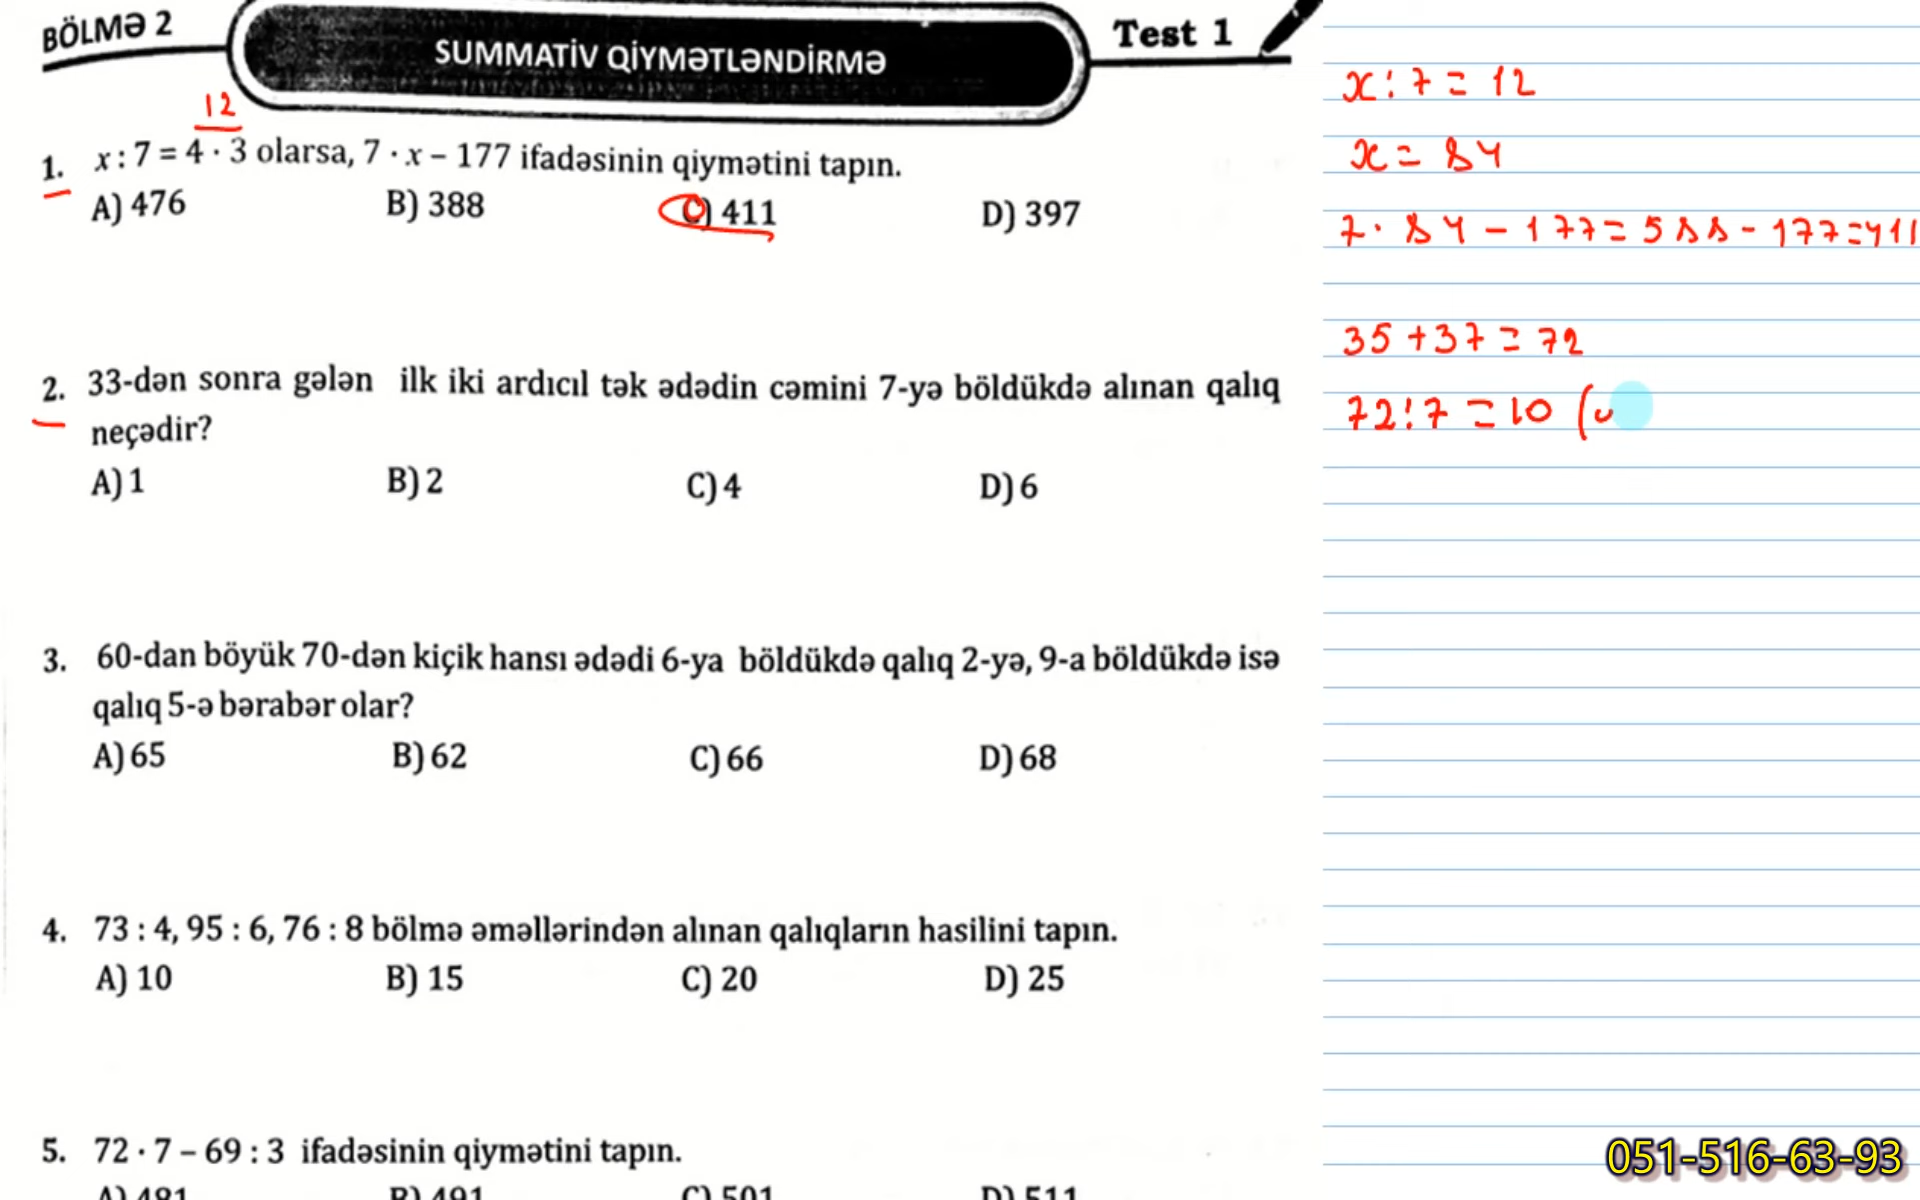 BÖLMƏ 2
SUMMATİV QİYMƏTLƏNDİRMƏ
Test 1
12
1. x : 7 = 4 · 3 olarsa, 7 · x – 177 ifadəsinin qiymətini tapın.
A) 476 B) 388 C) 411 D) 397
2. 33-dən sonra gələn ilk iki ardıcıl tək ədədin cəmini 7-yə böldükdə alınan qalıq
neçədir?
A) 1 B) 2 C) 4 D) 6
3. 60-dan böyük 70-dən kiçik hansı ədədi 6-ya böldükdə qalıq 2-yə, 9-a böldükdə isə
qalıq 5-ə bərabər olar?
A) 65 B) 62 C) 66 D) 68
4. 73 : 4, 95 : 6, 76 : 8 bölmə əməllərindən alınan qalıqların hasilini tapın.
A) 10 B) 15 C) 20 D) 25
5. 72 · 7 – 69 : 3 ifadəsinin qiymətini tapın.
A) 481 B) 491 C) 501 D) 511
x : 7 = 12
x = 84
7 · 84 – 177 = 588 – 177 = 411
35 + 37 = 72
72 : 7 = 10 (
051-516-63-93